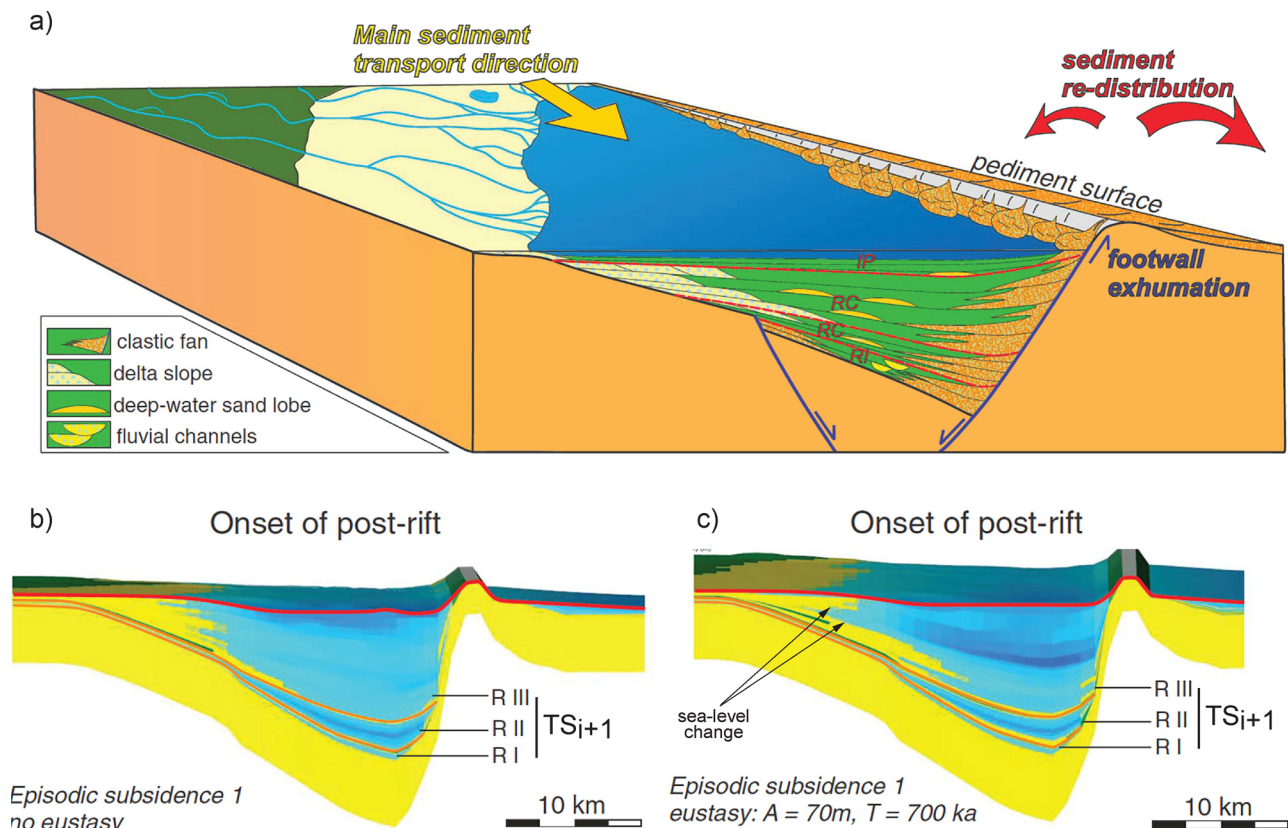 a)
Main sediment
transport direction
sediment
re-distribution
pediment surface
footwall
exhumation
IP
RC
RC
RI
clastic fan
delta slope
deep-water sand lobe
fluvial channels
b)
Onset of post-rift
R III
R II
R I
TSi+1
Episodic subsidence 1
no eustasy
10 km
c)
Onset of post-rift
sea-level
change
R III
R II
R I
TSi+1
Episodic subsidence 1
eustasy: A = 70m, T = 700 ka
10 km